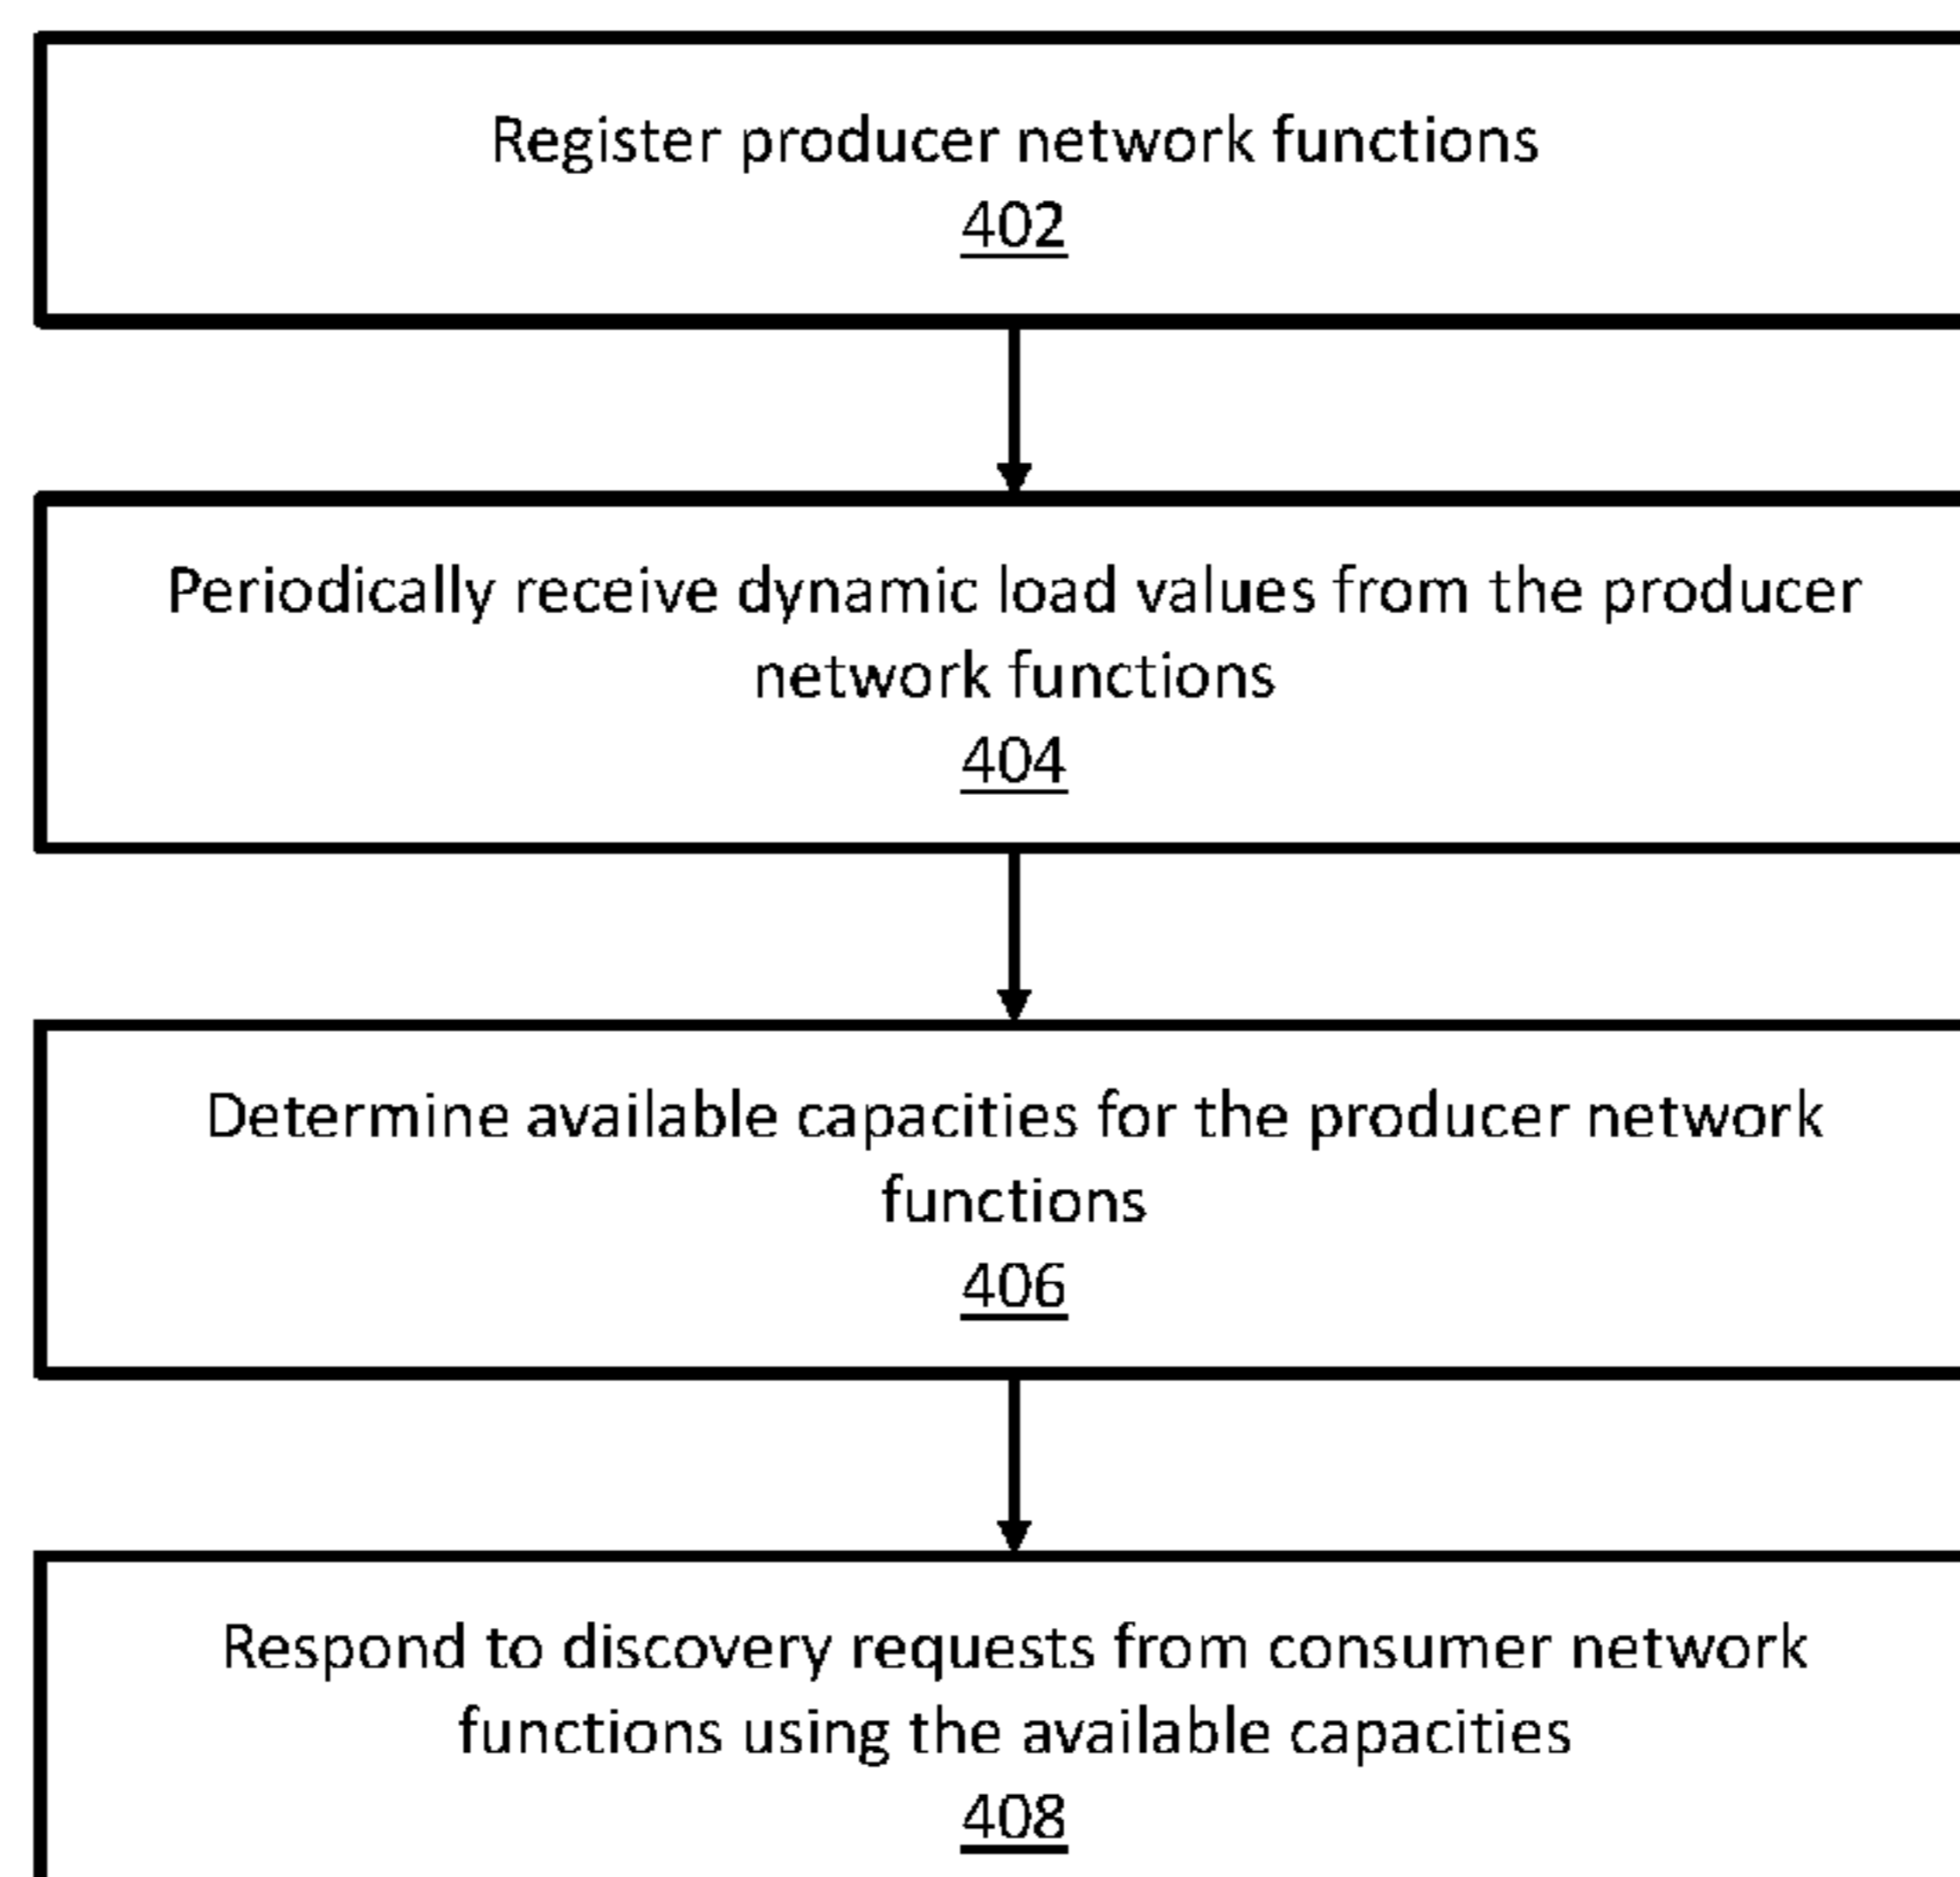 Register producer network functions
402
Periodically receive dynamic load values from the producer
network functions
404
Determine available capacities for the producer network
functions
406
Respond to discovery requests from consumer network
functions using the available capacities
408